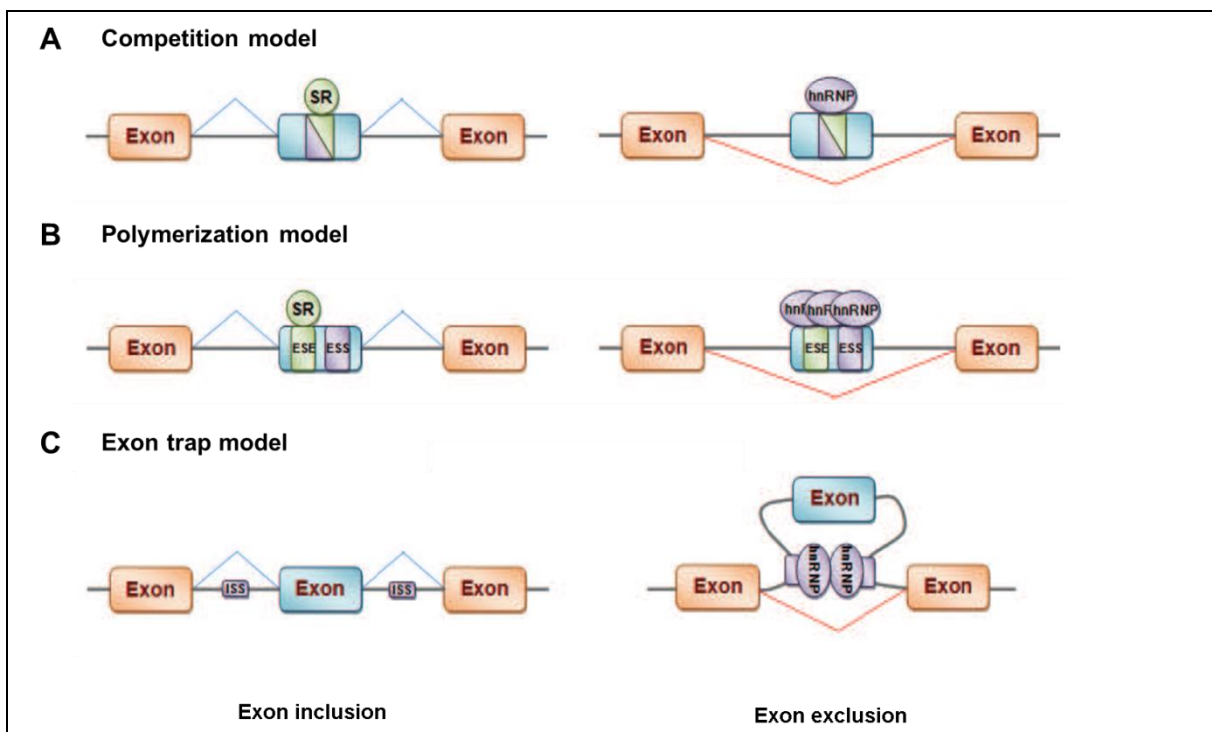 A Competition model
SR hnRNP
Exon Exon Exon Exon
B Polymerization model
SR hnRhnRhnRNP
Exon ESE ESS Exon Exon ESE ESS Exon
C Exon trap model
Exon
hnRNP hnRNP
Exon ISS Exon ISS Exon Exon Exon
Exon inclusion Exon exclusion